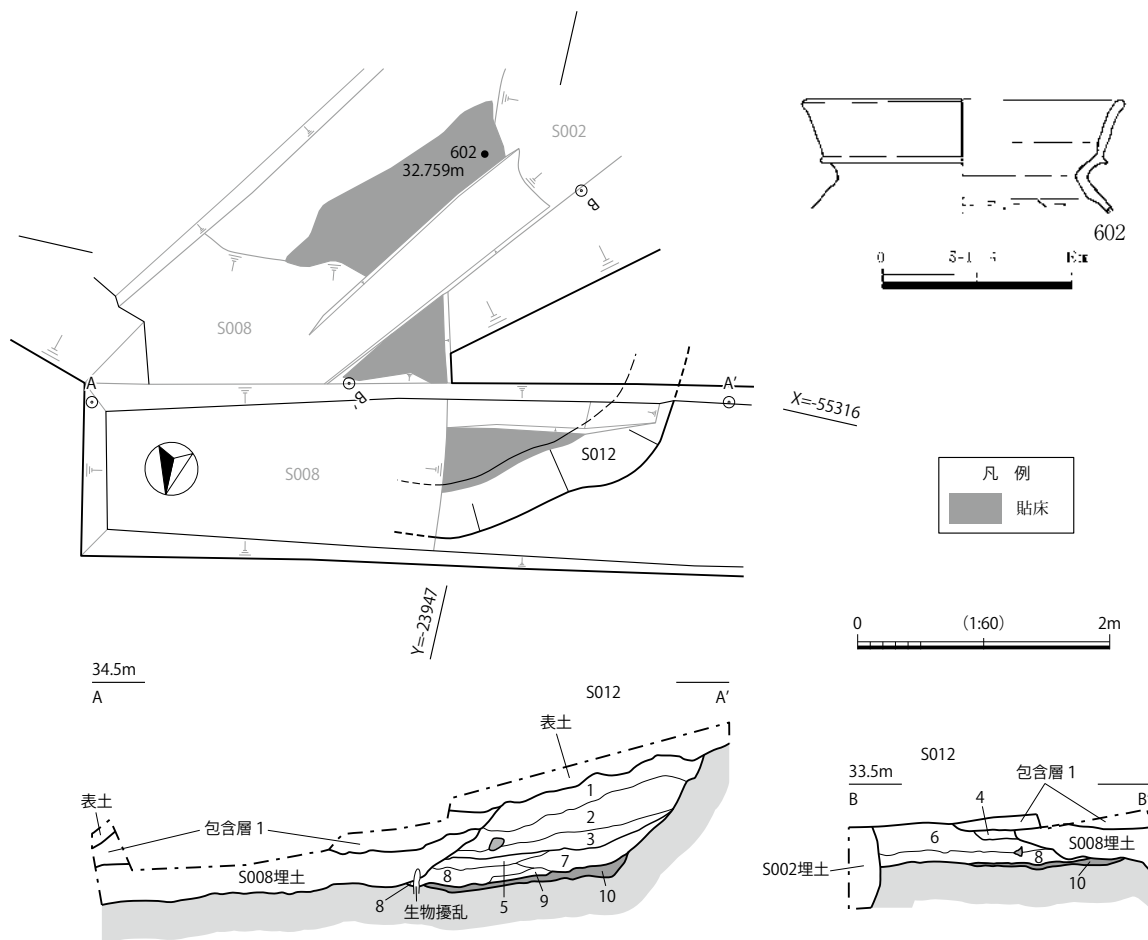 S002
602
32.759m
B
S008
A
B'
A'
X=-55316
S008
S012
Y=-23947
602
0
凡 例
貼床
0
(1:60)
2m
34.5m
A
S012
A'
表土
1
2
3
7
8
表土
包含層 1
S008埋土
8
生物擾乱
5
9
10
S012
33.5m
B
包含層 1
B'
4
6
S008埋土
8
S002埋土
10